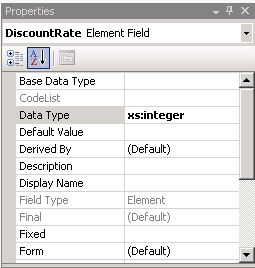 Properties
DiscountRate Element Field
Base Data Type
CodeList
Data Type xs:integer
Default Value
Derived By (Default)
Description
Display Name
Field Type Element
Final (Default)
Fixed
Form (Default)